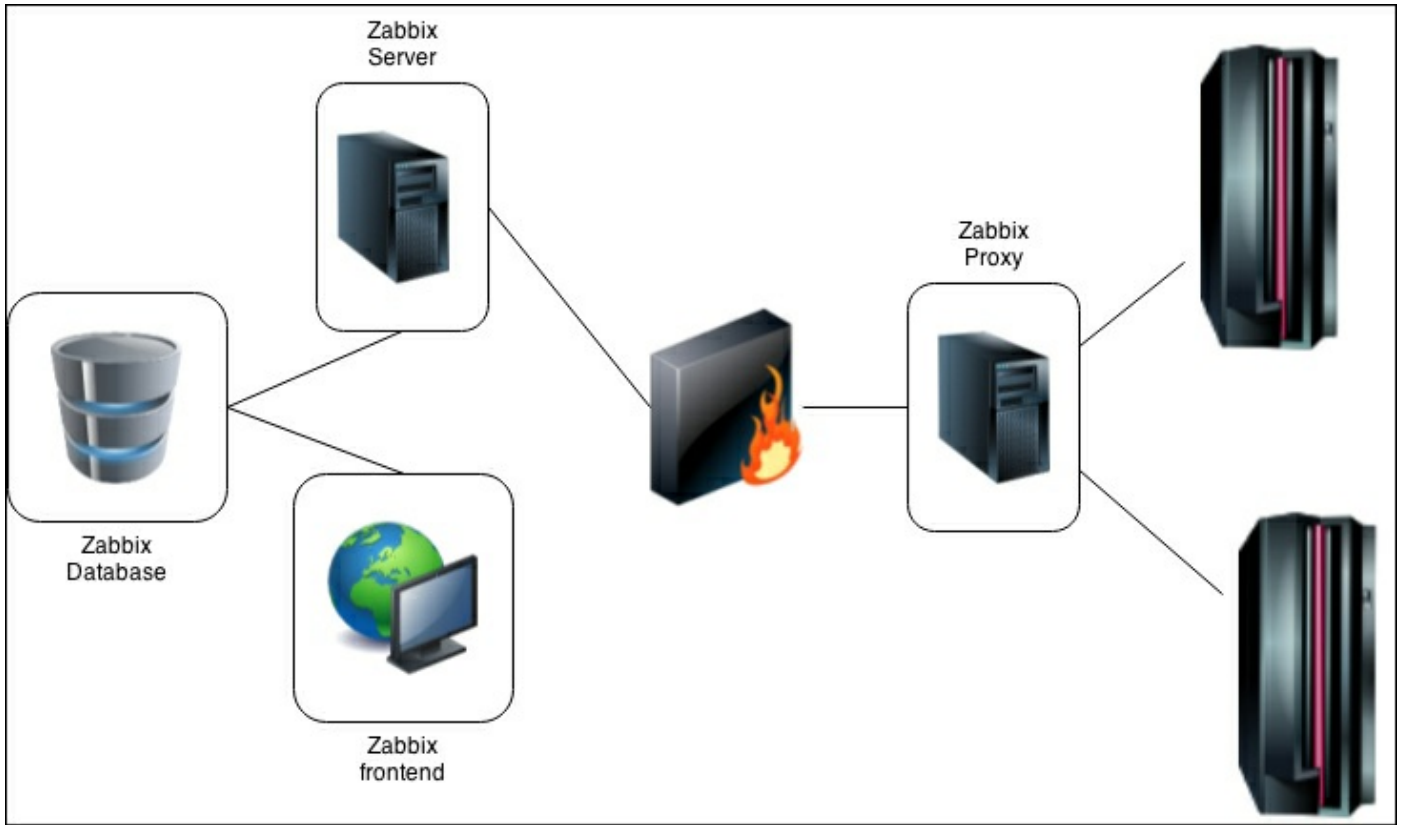 Zabbix
Server
Zabbix
Proxy
Zabbix
Database
Zabbix
frontend